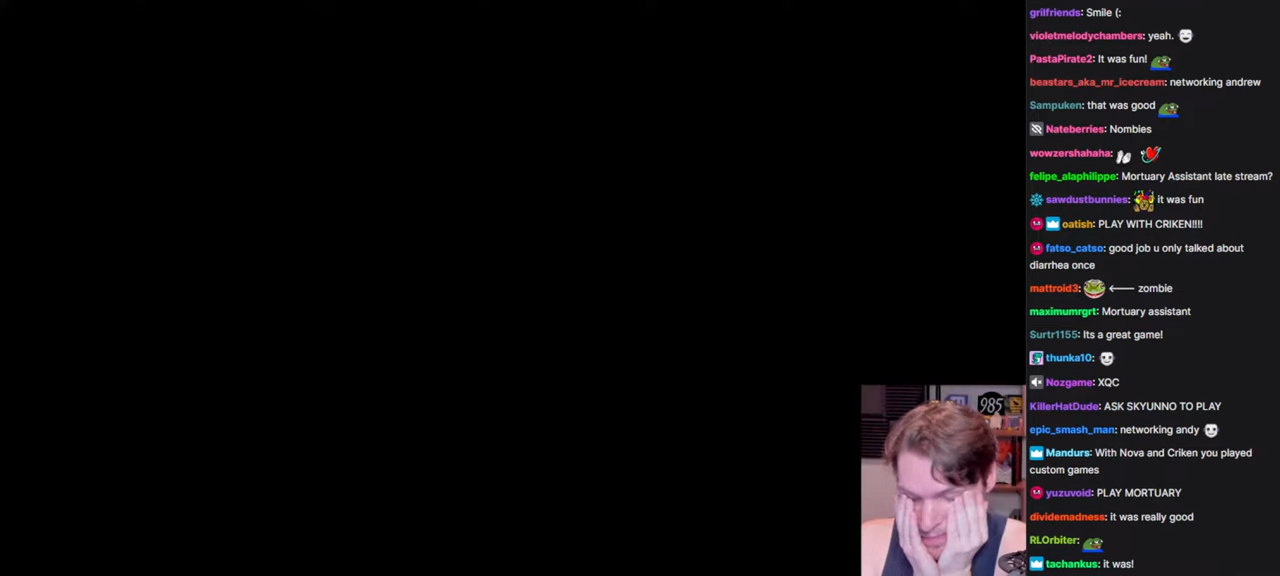 grilfriends: Smile (:
violetmelodychambers: yeah.
PastaPirate2: It was fun!
beastars_aka_mr_icecream: networking andrew
Sampuken: that was good
Nateberries: Nombies
wowzershahaha:
felipe_alaphilippe: Mortuary Assistant late stream?
sawdustbunnies: it was fun
oatish: PLAY WITH CRIKEN!!!!
fatso_catso: good job u only talked about
diarrhea once
mattroid3: <--- zombie
maximumrgrt: Mortuary assistant
Surtr1155: Its a great game!
thunka10:
Nozgame: XQC
985
KillerHatDude: ASK SKYUNNO TO PLAY
epic_smash_man: networking andy
Mandurs: With Nova and Criken you played
custom games
yuzuvoid: PLAY MORTUARY
dividemadness: it was really good
RLOrbiter:
tachankus: it was!